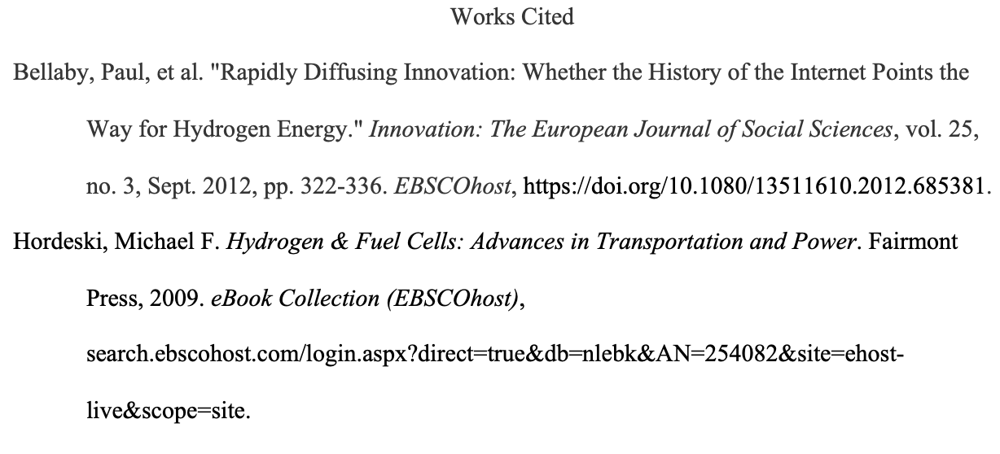 Works Cited
Bellaby, Paul, et al. "Rapidly Diffusing Innovation: Whether the History of the Internet Points the
Way for Hydrogen Energy." Innovation: The European Journal of Social Sciences, vol. 25,
no. 3, Sept. 2012, pp. 322-336. EBSCOhost, https://doi.org/10.1080/13511610.2012.685381.
Hordeski, Michael F. Hydrogen & Fuel Cells: Advances in Transportation and Power. Fairmont
Press, 2009. eBook Collection (EBSCOhost),
search.ebscohost.com/login.aspx?direct=true&db=nlebk&AN=254082&site=ehost-
live&scope=site.